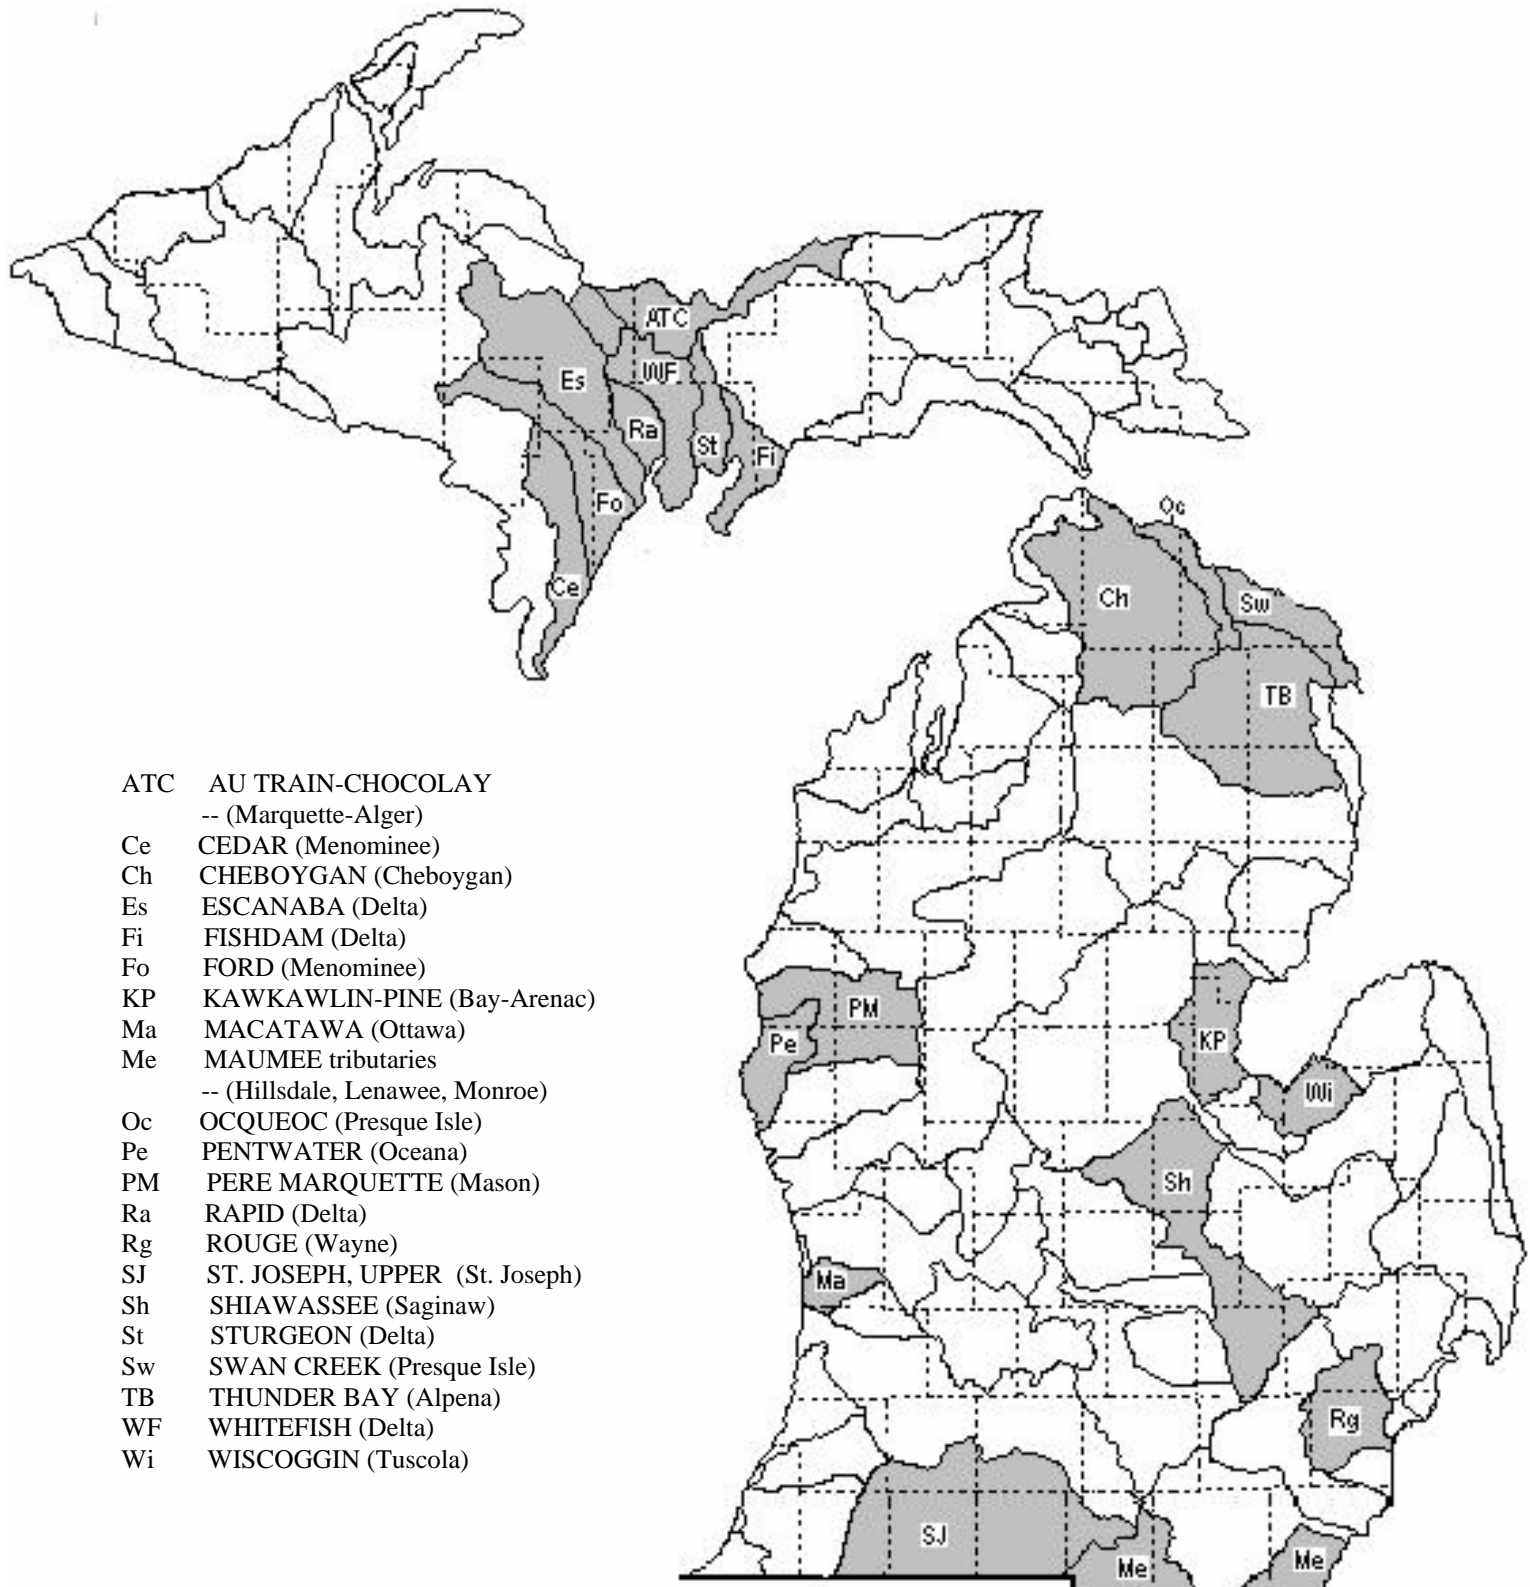 ATC
WF
Es
Ra
St
Fi
Fo
Oc
Ce
Ch
Sw
TB
ATC AU TRAIN-CHOCOLAY
-- (Marquette-Alger)
Ce CEDAR (Menominee)
Ch CHEBOYGAN (Cheboygan)
Es ESCANABA (Delta)
Fi FISHDAM (Delta)
Fo FORD (Menominee)
KP KAWKAWLIN-PINE (Bay-Arenac)
Ma MACATAWA (Ottawa)
Me MAUMEE tributaries
-- (Hillsdale, Lenawee, Monroe)
Oc OCQUEOC (Presque Isle)
Pe PENTWATER (Oceana)
PM PERE MARQUETTE (Mason)
Ra RAPID (Delta)
Rg ROUGE (Wayne)
SJ ST. JOSEPH, UPPER (St. Joseph)
Sh SHIAWASSEE (Saginaw)
St STURGEON (Delta)
Sw SWAN CREEK (Presque Isle)
TB THUNDER BAY (Alpena)
WF WHITEFISH (Delta)
Wi WISCOGGIN (Tuscola)
PM
Pe
KP
Wi
Sh
Ma
Rg
SJ
Me
Me